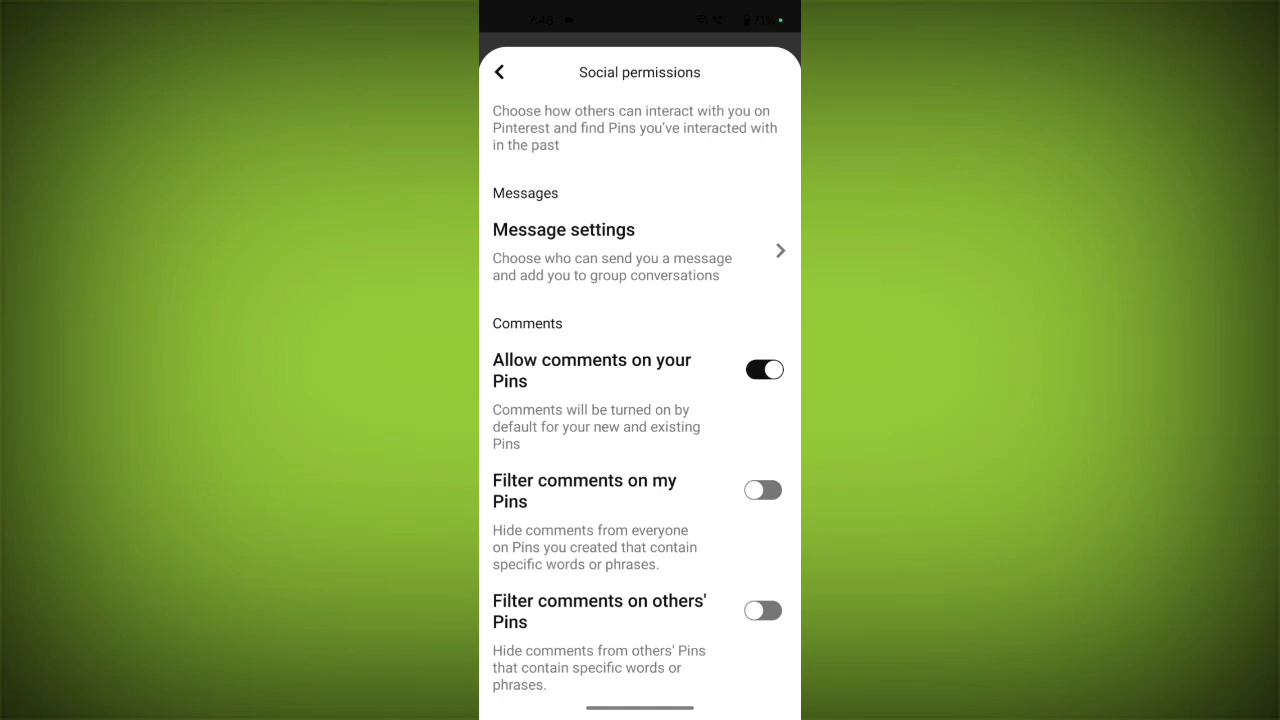 7:48 71%
Social permissions
Choose how others can interact with you on
Pinterest and find Pins you've interacted with
in the past
Messages
Message settings
Choose who can send you a message
and add you to group conversations
Comments
Allow comments on your
Pins
Comments will be turned on by
default for your new and existing
Pins
Filter comments on my
Pins
Hide comments from everyone
on Pins you created that contain
specific words or phrases.
Filter comments on others'
Pins
Hide comments from others' Pins
that contain specific words or
phrases.